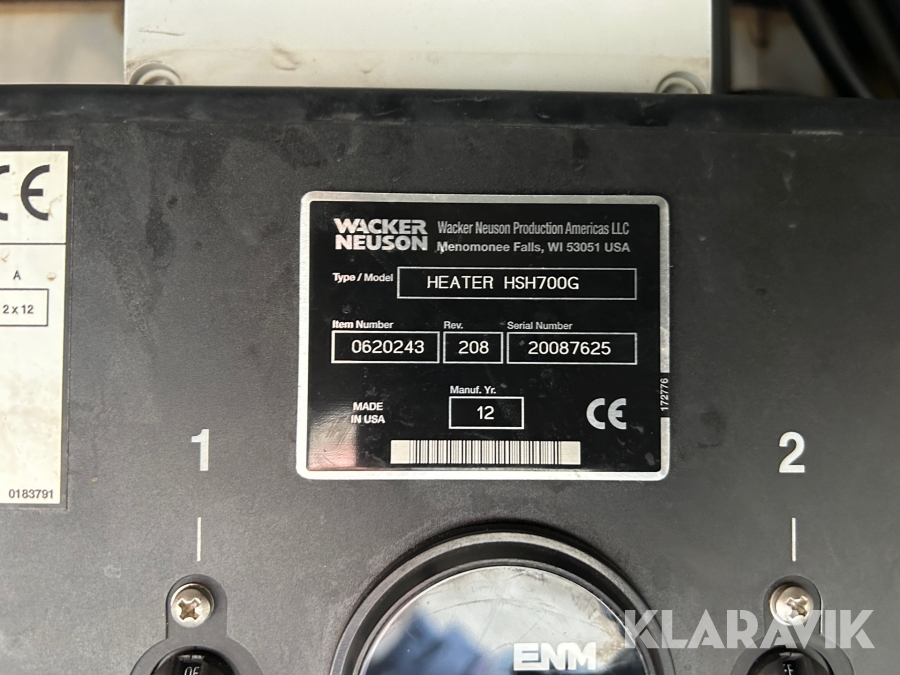 CE
A
2 x 12
0183791
WACKER NEUSON
Wacker Neuson Production Americas LLC
Menomonee Falls, WI 53051 USA
Type / Model
HEATER HSH700G
Item Number Rev. Serial Number
0620243 208 20087625
Manuf. Yr.
MADE IN USA
12
CE
172776
1
2
ENM
KLARAVIK